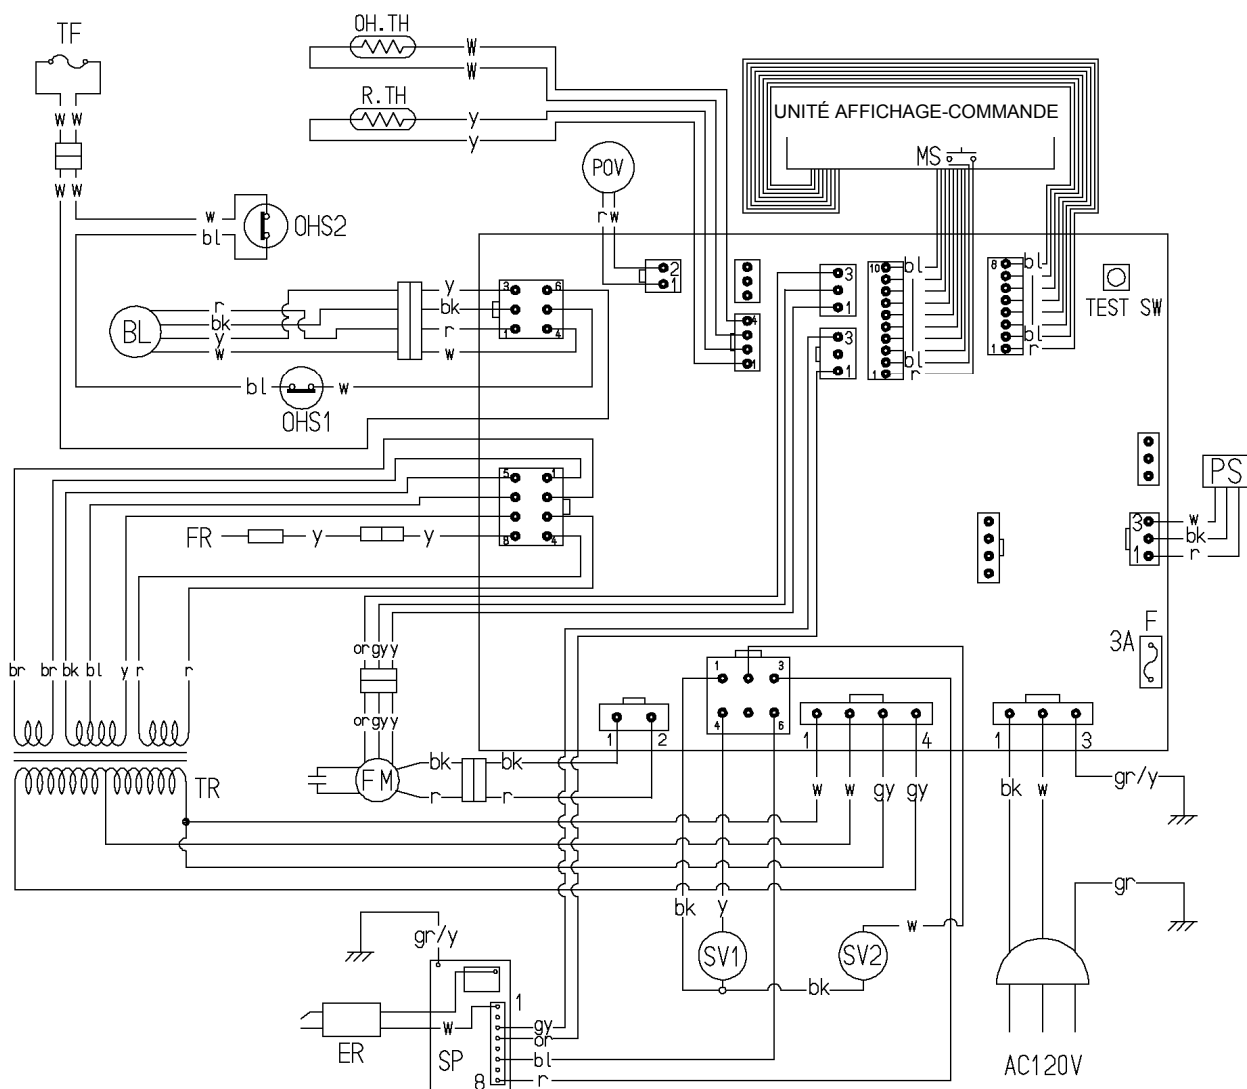 TF
OH.TH
W
W
R.TH
y
y
UNITÉ AFFICHAGE-COMMANDE
MS
W W
W W
POV
r w
w
bl
OHS2
TEST SW
BL
r
bk
y
w
y
bk
r
w
3 6
1 4
2
1
4
1
3
1
3
1
10
1
bl
bl
r
8
1
bl
bl
r
bl
w
OHS1
5 1
8 4
FR
y
y
PS
3
1
w
bk
r
F
3A
br
br bk bl
y r
r
or gy y
or gy y
1 3
4 6
1 2
1 4
1 3
TR
FM
bk
r
bk
r
w w gy gy
bk w
gr/y
gr
bk y
SV1
SV2
w
bk
gr/y
ER
w
SP
1
8
gy
or
bl
r
AC120V